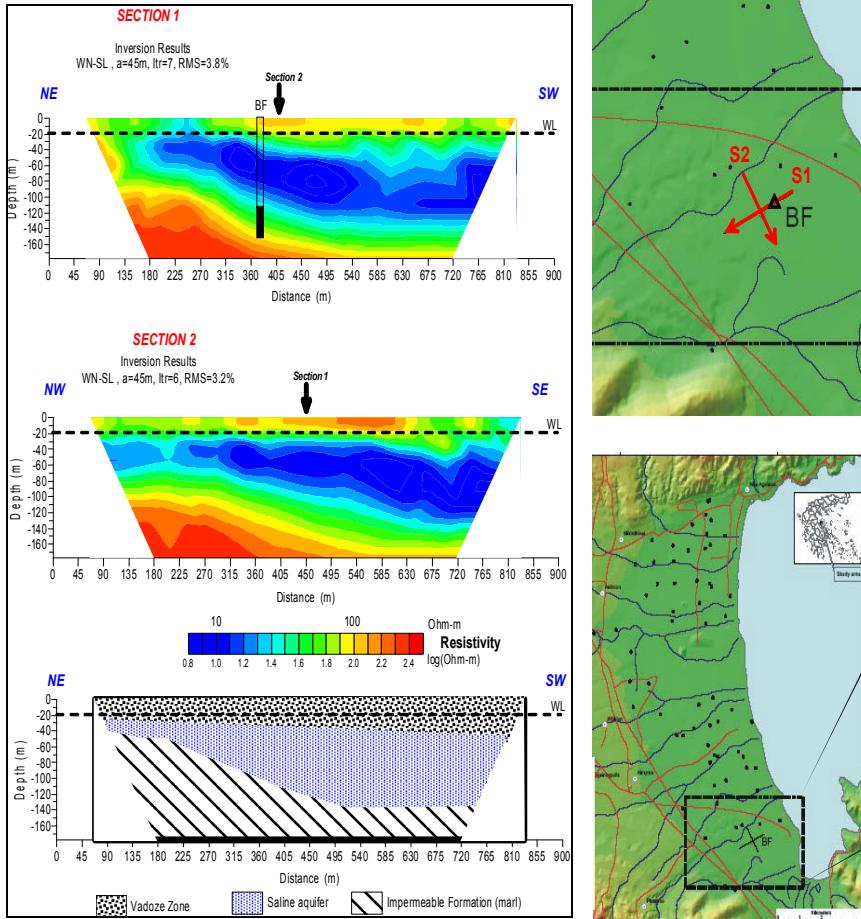 SECTION 1
Inversion Results
WN-SL , a=45m, Itr=7, RMS=3.8%
Section 2
NE
BF
SW
WL
0
-20
-40
-60
-80
-100
-120
-140
-160
Depth (m)
0 45 90 135 180 225 270 315 360 405 450 495 540 585 630 675 720 765 810 855 900
Distance (m)
SECTION 2
Inversion Results
WN-SL , a=45m, Itr=6, RMS=3.2%
Section 1
NW
SE
WL
0
-20
-40
-60
-80
-100
-120
-140
-160
Depth (m)
0 45 90 135 180 225 270 315 360 405 450 495 540 585 630 675 720 765 810 855 900
Distance (m)
10 100 Ohm-m
Resistivity
0.8 1.0 1.2 1.4 1.6 1.8 2.0 2.2 2.4 log(Ohm-m)
NE
SW
WL
0
-20
-40
-60
-80
-100
-120
-140
-160
Depth (m)
0 45 90 135 180 225 270 315 360 405 450 495 540 585 630 675 720 765 810 855 900
Distance (m)
Vadoze Zone
Saline aquifer
Impermeable Formation (marl)
S2
S1
BF
Study area
BF
Kilometers